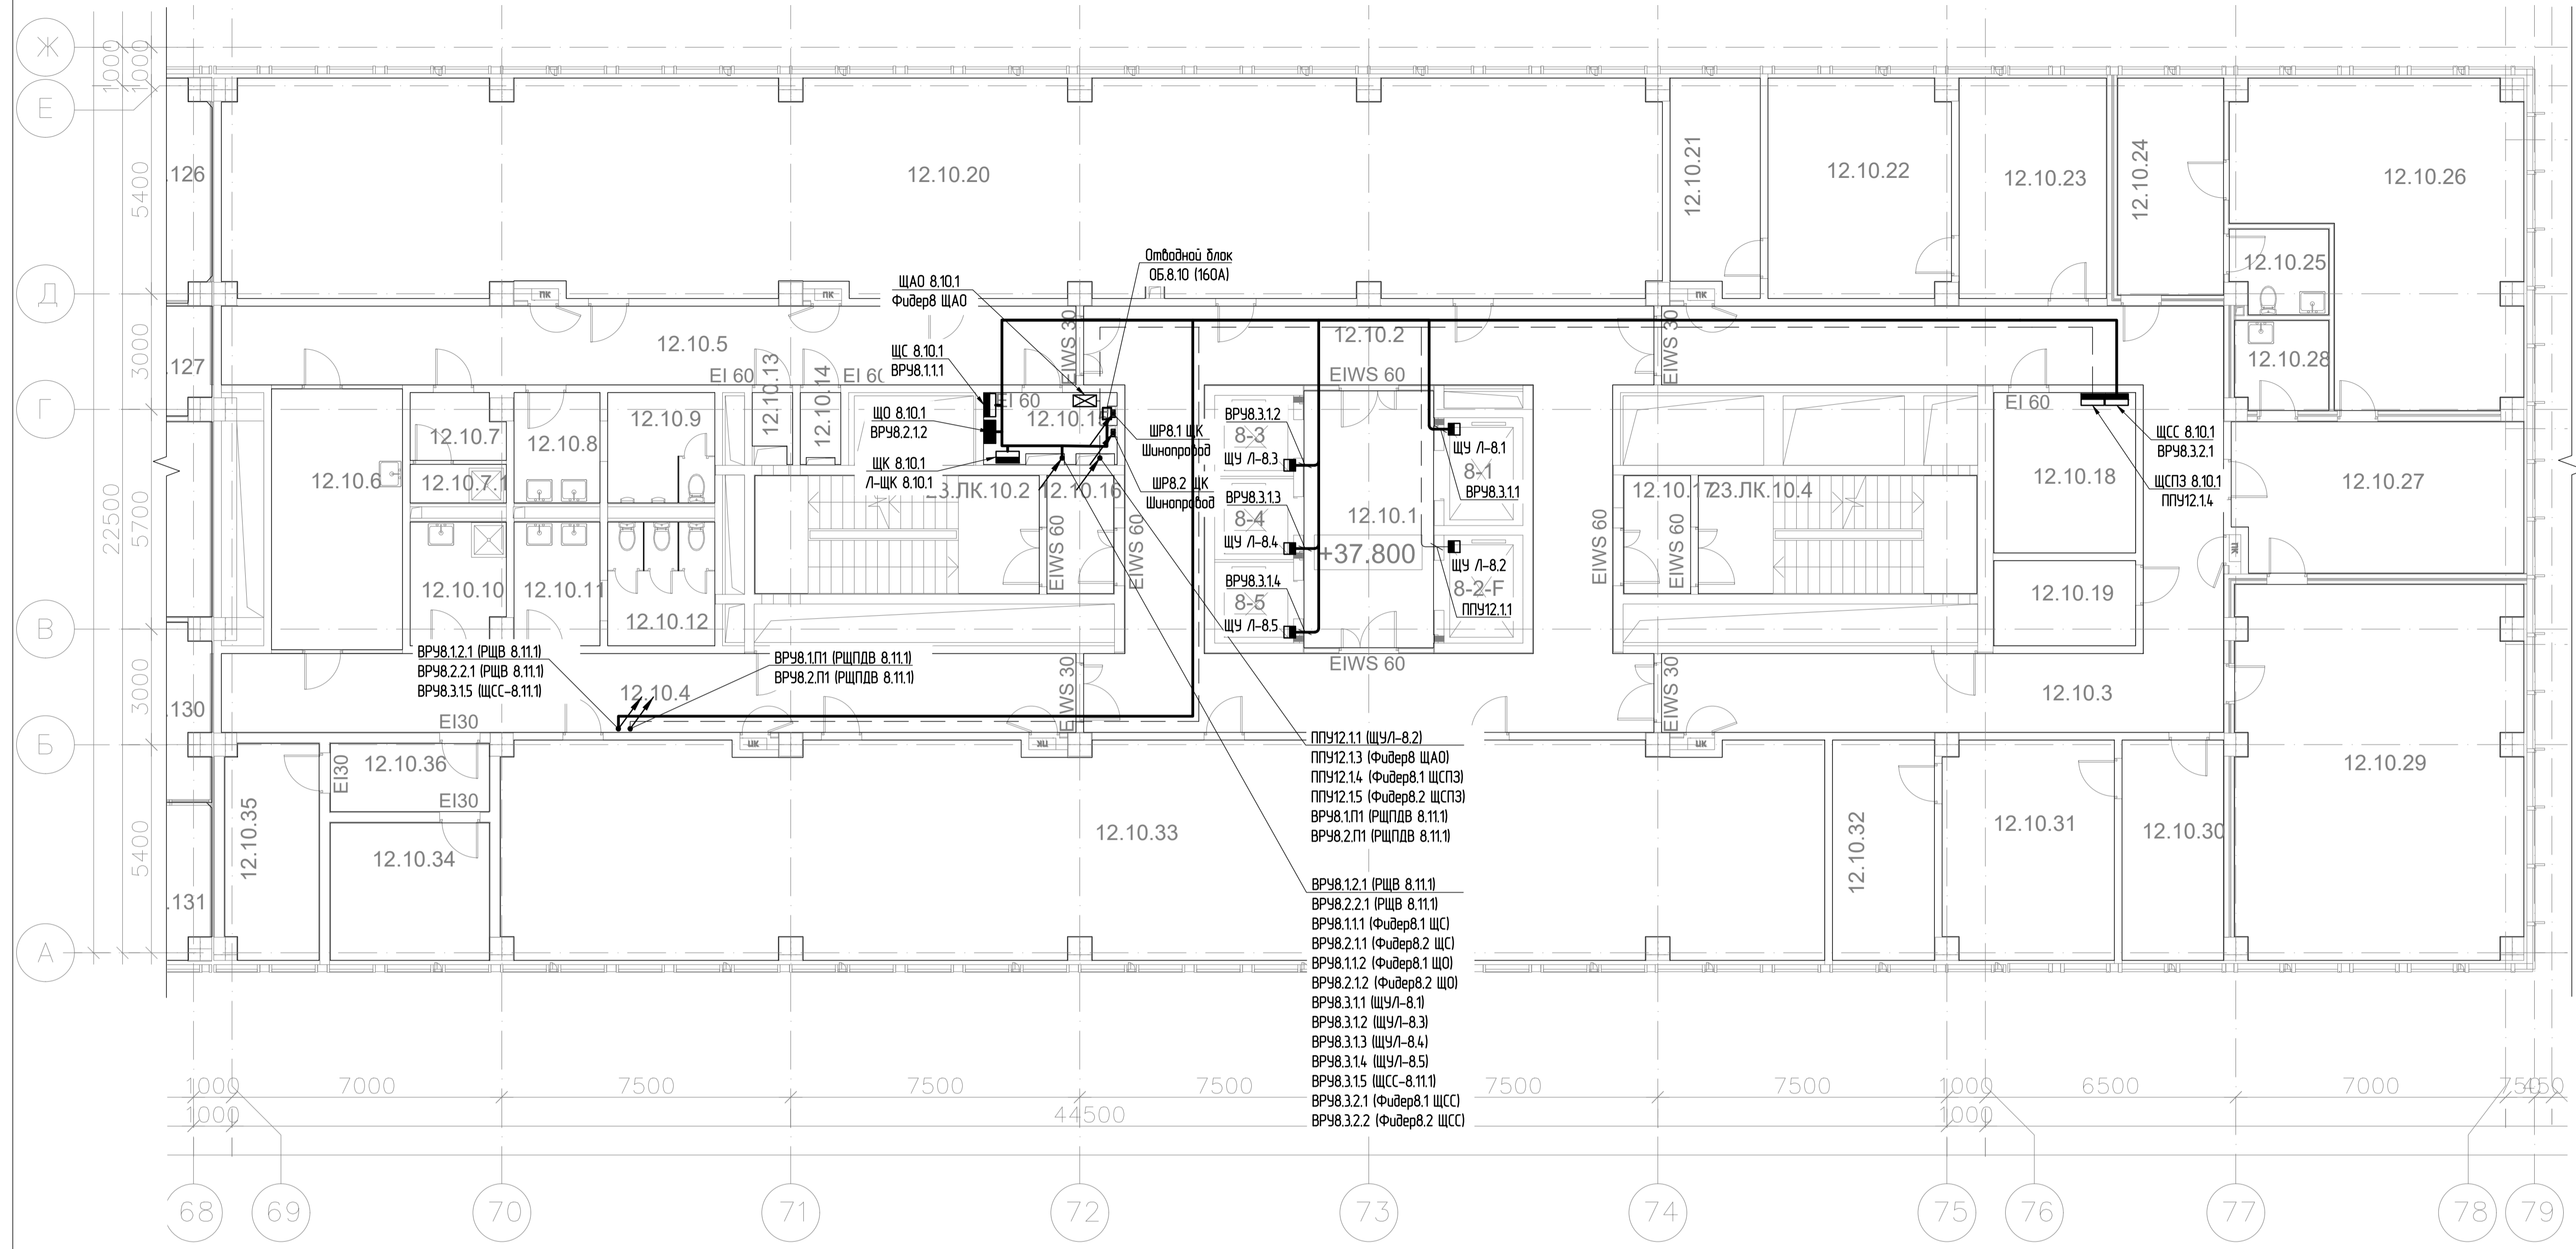 Ж
Е
Д
Г
В
Б
А
1000
1000
5400
3000
5700
3000
5400
22500
.126
.127
.130
.131
12.10.20
12.10.21
12.10.22
12.10.23
12.10.24
12.10.26
12.10.25
12.10.28
12.10.27
12.10.29
12.10.5
12.10.2
ПК
ПК
ПК
Отводной блок
ОБ.8.10 (160А)
ЩАО 8.10.1
Фидер8 ЩАО
ЩС 8.10.1
ВРУ8.1.1.1
ЩО 8.10.1
ВРУ8.2.1.2
ЩК 8.10.1
Л-ЩК 8.10.1
EI 60
12.10.13
12.10.14
EI 60
EIWS 30
EI 60
ШР8.1 ЩК
Шинопровод
ШР8.2 ЩК
Шинопровод
12.10.6
12.10.7
12.10.7.1
12.10.8
12.10.9
12.10.10
12.10.11
12.10.12
23.ЛК.10.2
12.10.16
EIWS 60
EIWS 60
EIWS 60
ВРУ8.3.1.2
8-3
ЩУ Л-8.3
ВРУ8.3.1.3
8-4
ЩУ Л-8.4
ВРУ8.3.1.4
8-5
ЩУ Л-8.5
12.10.1
+37.800
EIWS 60
ЩУ Л-8.1
8-1
ВРУ8.3.1.1
ЩУ Л-8.2
8-2-F
ППУ12.1.1
EIWS 30
12.10.17
23.ЛК.10.4
EIWS 60
EIWS 60
EI 60
12.10.18
12.10.19
ЩСС 8.10.1
ВРУ8.3.2.1
ЩСПЗ 8.10.1
ППУ12.1.4
ПК
ВРУ8.1.2.1 (РЩВ 8.11.1)
ВРУ8.2.2.1 (РЩВ 8.11.1)
ВРУ8.3.1.5 (ЩСС-8.11.1)
ВРУ8.1.П1 (РЩПДВ 8.11.1)
ВРУ8.2.П1 (РЩПДВ 8.11.1)
12.10.4
EI30
EIWS 30
EIWS 30
12.10.3
ПК
ПК
ПК
12.10.36
EI30
EI30
12.10.35
12.10.34
12.10.33
12.10.32
12.10.31
12.10.30
ППУ12.1.1 (ЩУЛ-8.2)
ППУ12.1.3 (Фидер8 ЩАО)
ППУ12.1.4 (Фидер8.1 ЩСПЗ)
ППУ12.1.5 (Фидер8.2 ЩСПЗ)
ВРУ8.1.П1 (РЩПДВ 8.11.1)
ВРУ8.2.П1 (РЩПДВ 8.11.1)
ВРУ8.1.2.1 (РЩВ 8.11.1)
ВРУ8.2.2.1 (РЩВ 8.11.1)
ВРУ8.1.1.1 (Фидер8.1 ЩС)
ВРУ8.2.1.1 (Фидер8.2 ЩС)
ВРУ8.1.1.2 (Фидер8.1 ЩО)
ВРУ8.2.1.2 (Фидер8.2 ЩО)
ВРУ8.3.1.1 (ЩУЛ-8.1)
ВРУ8.3.1.2 (ЩУЛ-8.3)
ВРУ8.3.1.3 (ЩУЛ-8.4)
ВРУ8.3.1.4 (ЩУЛ-8.5)
ВРУ8.3.1.5 (ЩСС-8.11.1)
ВРУ8.3.2.1 (Фидер8.1 ЩСС)
ВРУ8.3.2.2 (Фидер8.2 ЩСС)
1000
7000
7500
7500
7500
7500
7500
1000
6500
7000
750
450
1000
44500
1000
68
69
70
71
72
73
74
75
76
77
78
79